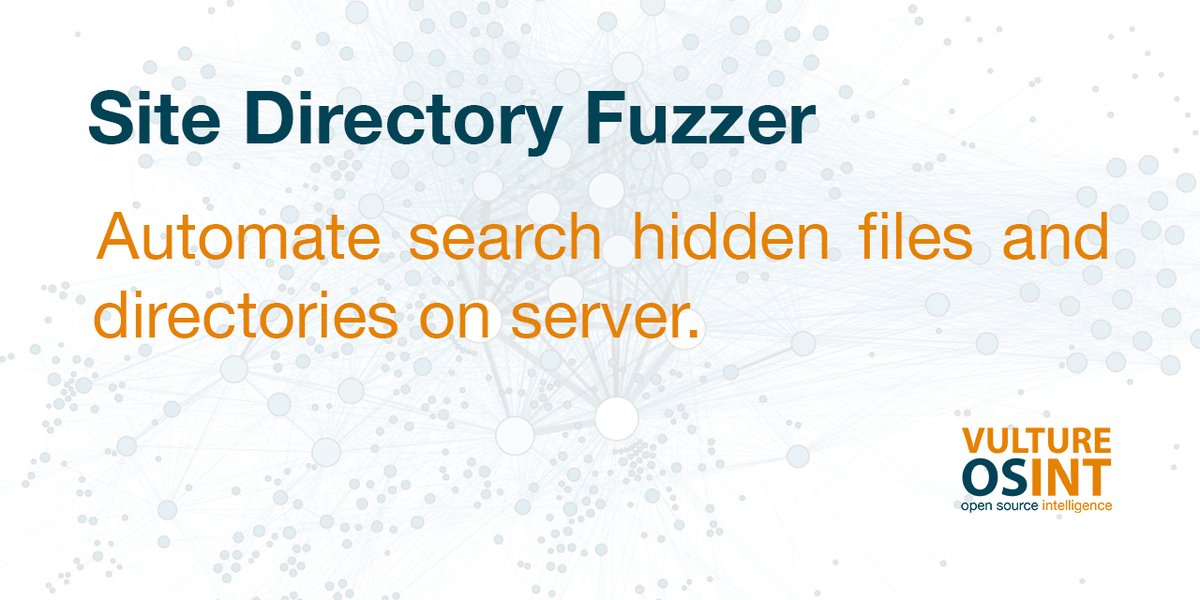 Site Directory Fuzzer
Automate search hidden files and
directories on server.
VULTURE
OSINT
open source intelligence